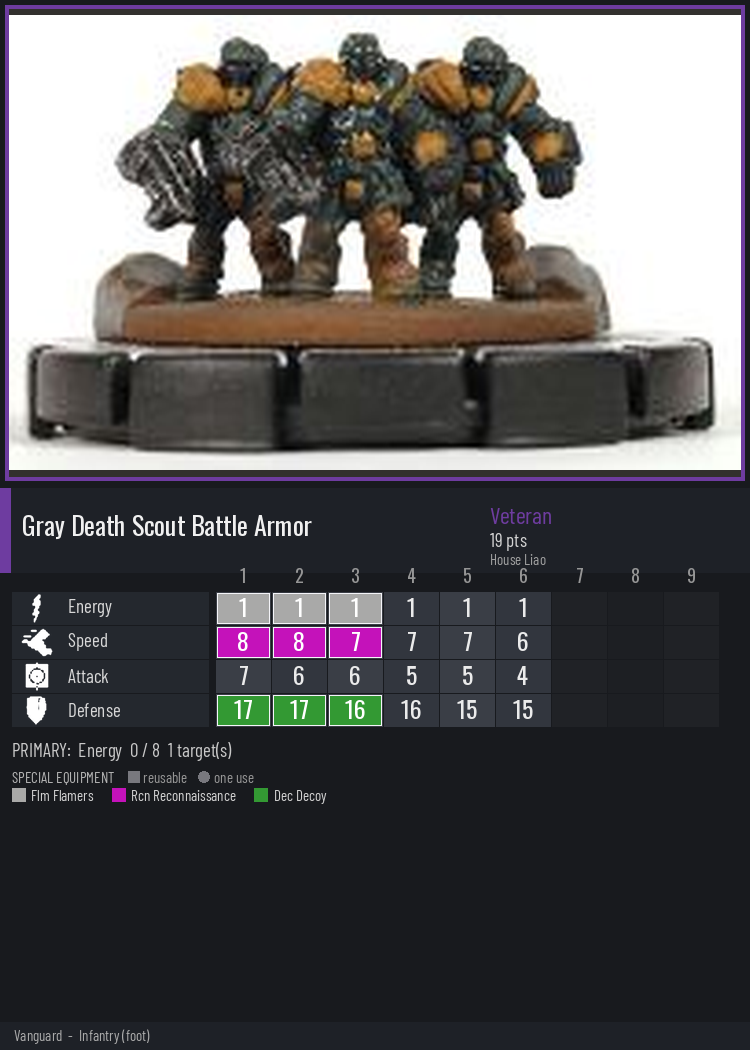 Gray Death Scout Battle Armor
Veteran
19 pts
House Liao
1 2 3 4 5 6 7 8 9
Energy 1 1 1 1 1 1
Speed 8 8 7 7 7 6
Attack 7 6 6 5 5 4
Defense 17 17 16 16 15 15
PRIMARY: Energy 0 / 8 1 target(s)
SPECIAL EQUIPMENT reusable one use
Flm Flamers Rcn Reconnaissance Dec Decoy
Vanguard - Infantry (foot)